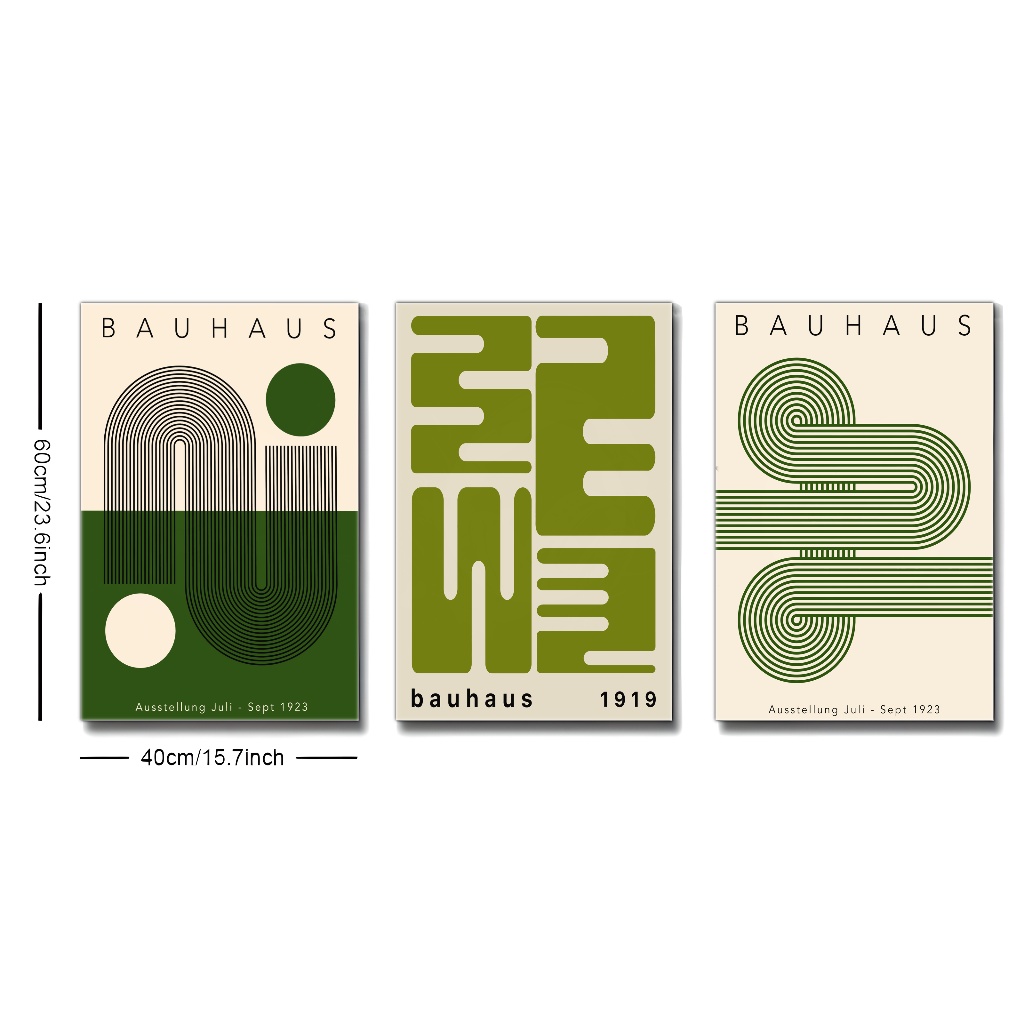 BAUHAUS
Ausstellung Juli - Sept 1923
bauhaus 1919
BAUHAUS
Ausstellung Juli - Sept 1923
60cm/23.6inch
40cm/15.7inch